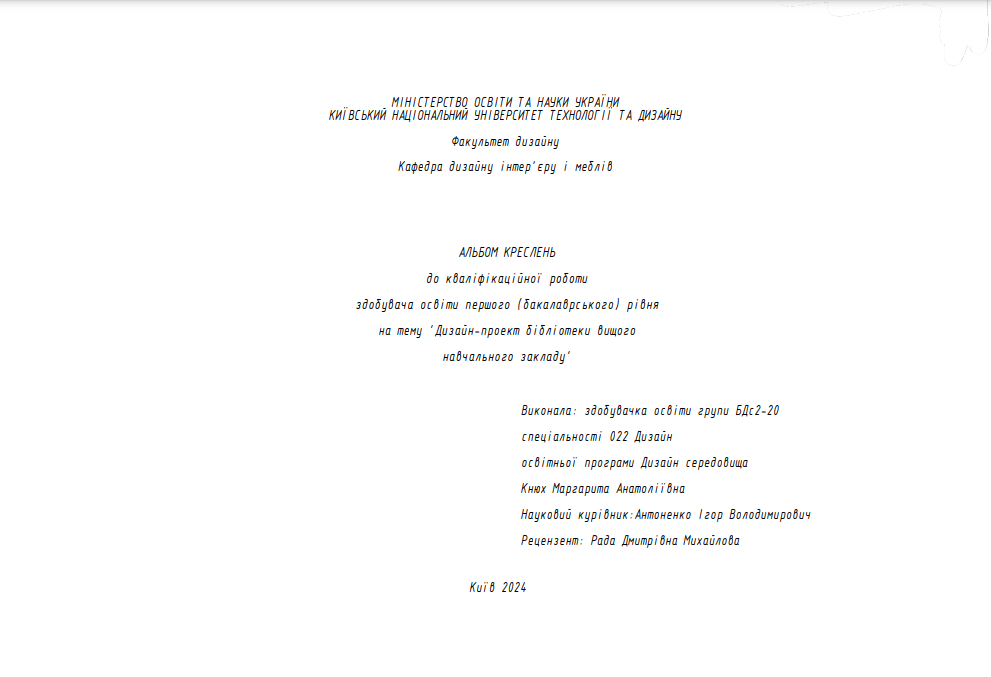 МІНІСТЕРСТВО ОСВІТИ ТА НАУКИ УКРАЇНИ
КИЇВСЬКИЙ НАЦІОНАЛЬНИЙ УНІВЕРСИТЕТ ТЕХНОЛОГІЇ ТА ДИЗАЙНУ
Факультет дизайну
Кафедра дизайну інтер'єру і меблів
АЛЬБОМ КРЕСЛЕНЬ
до кваліфікаційної роботи
здобувача освіти першого (бакалаврського) рівня
на тему 'Дизайн-проект бібліотеки вищого
навчального закладу'
Виконала: здобувачка освіти групи БДс2-20
спеціальності 022 Дизайн
освітньої програми Дизайн середовища
Кнюх Маргарита Анатоліївна
Науковий курівник:Антоненко Ігор Володимирович
Рецензент: Рада Дмитрівна Михайлова
Київ 2024